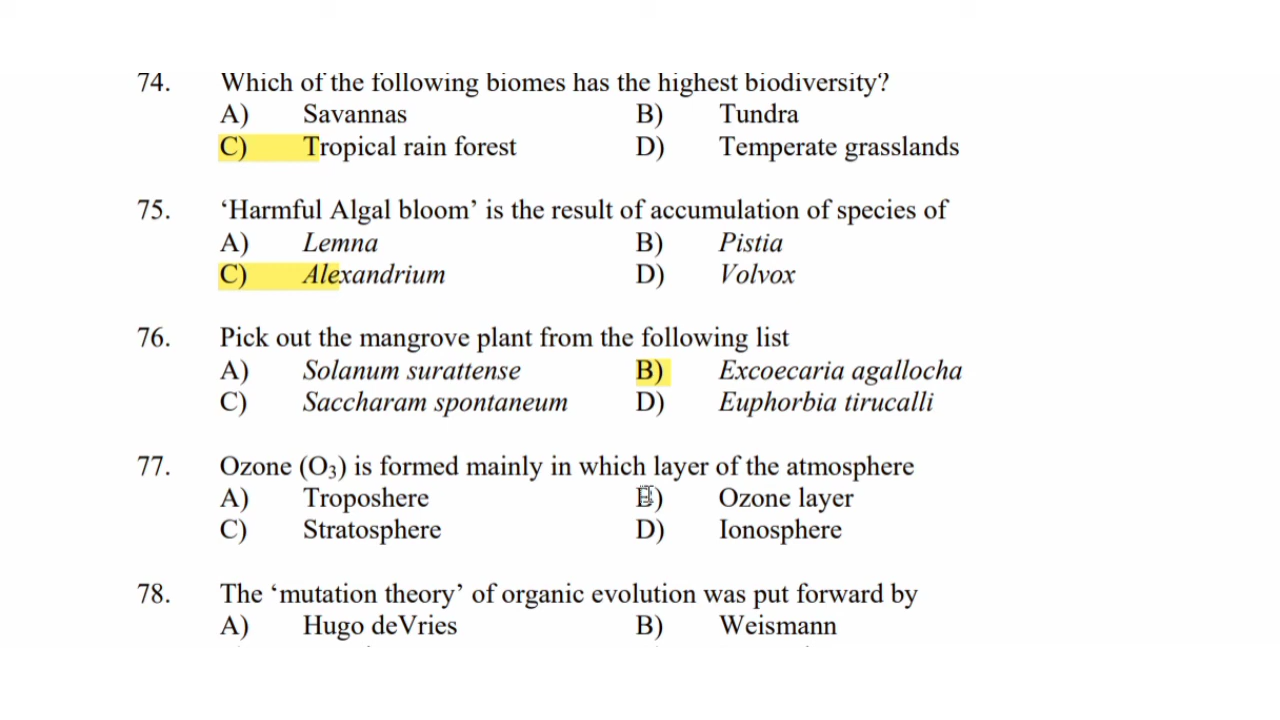 74. Which of the following biomes has the highest biodiversity?
A) Savannas B) Tundra
C) Tropical rain forest D) Temperate grasslands
75. ‘Harmful Algal bloom’ is the result of accumulation of species of
A) Lemna B) Pistia
C) Alexandrium D) Volvox
76. Pick out the mangrove plant from the following list
A) Solanum surattense B) Excoecaria agallocha
C) Saccharam spontaneum D) Euphorbia tirucalli
77. Ozone (O3) is formed mainly in which layer of the atmosphere
A) Troposhere B) Ozone layer
C) Stratosphere D) Ionosphere
78. The ‘mutation theory’ of organic evolution was put forward by
A) Hugo deVries B) Weismann